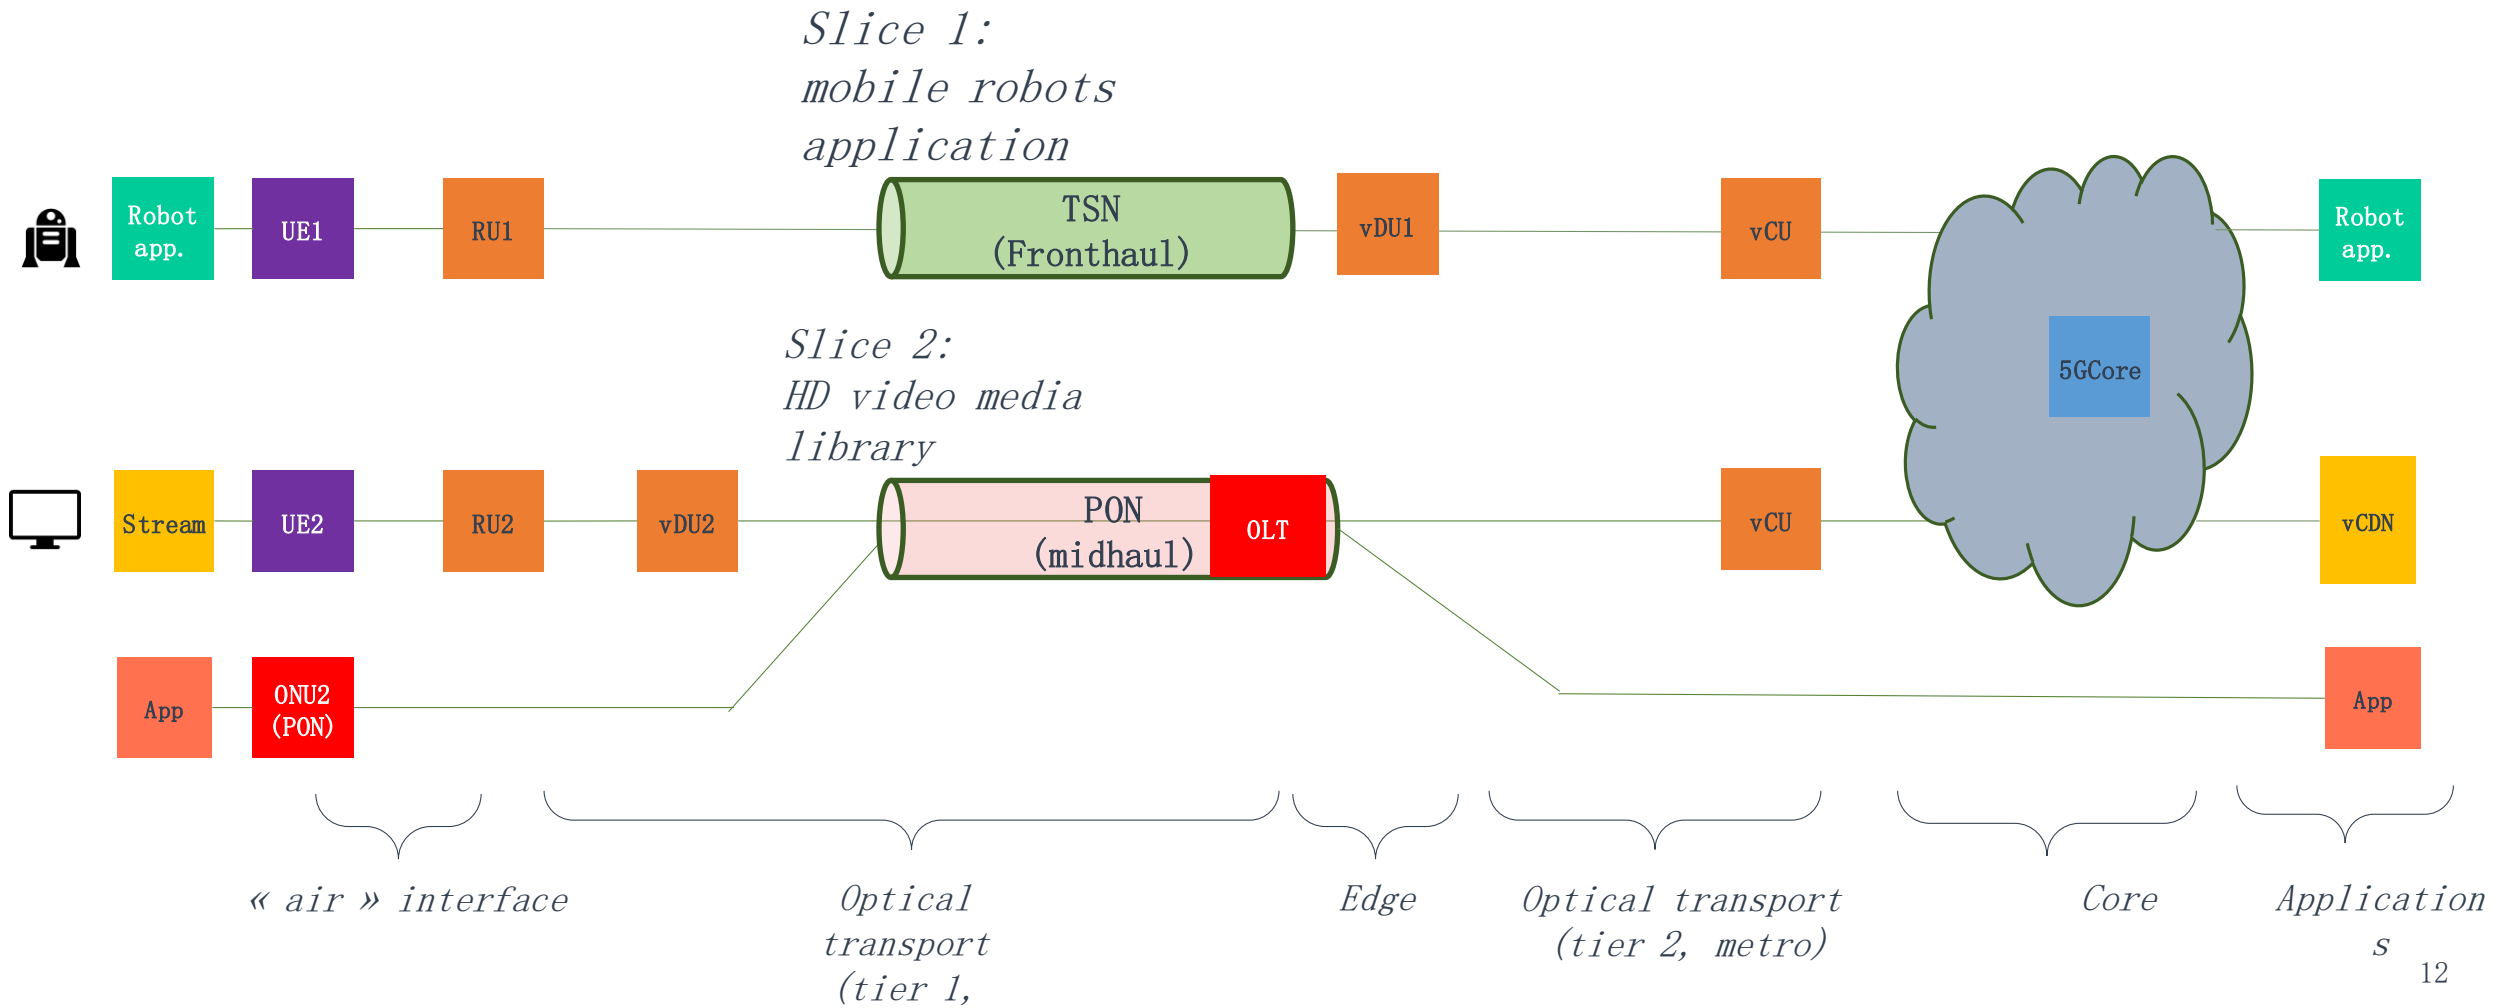 Slice 1:
mobile robots
application
Robot
app.
UE1
RU1
TSN
(Fronthaul)
vDU1
vCU
Robot
app.
5GCore
Slice 2:
HD video media
library
Stream
UE2
RU2
vDU2
PON
(midhaul)
OLT
vCU
vCDN
App
ONU2
(PON)
App
« air » interface
Optical
transport
(tier 1,
Edge
Optical transport
(tier 2, metro)
Core
Application
s
12